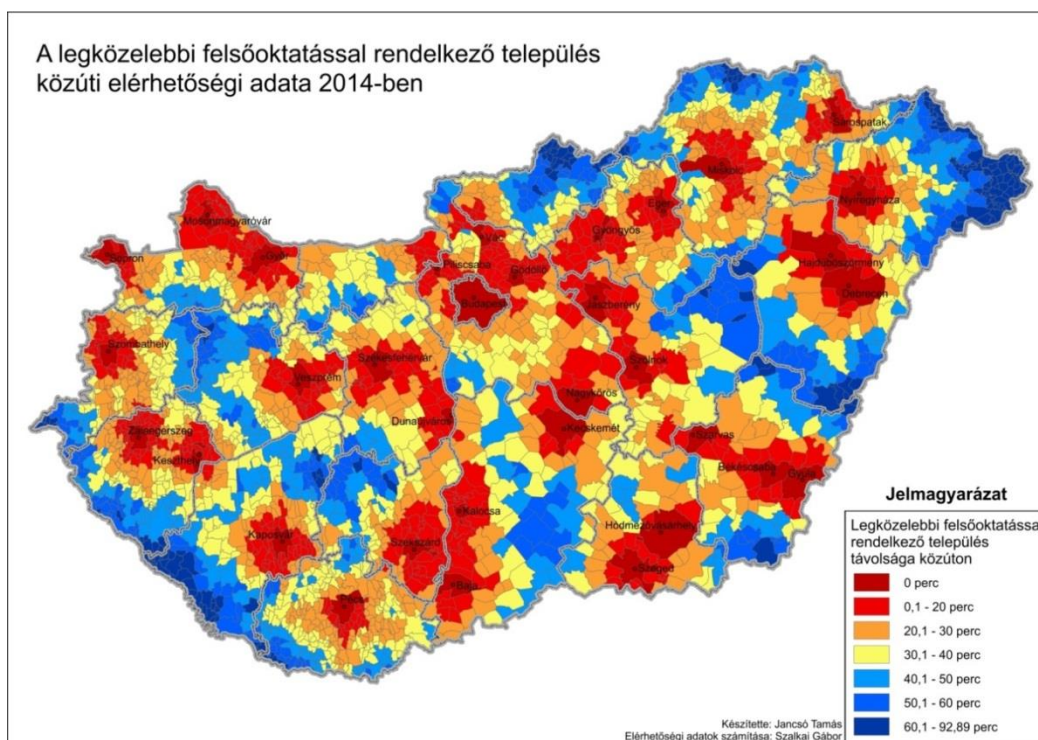 A legközelebbi felsőoktatással rendelkező település
közúti elérhetőségi adata 2014-ben
Sárospatak
Miskolc
Nyíregyháza
Mosonmagyaróvár
Eger
Gyöngyös
Sopron
Győr
Vác
Piliscsaba
Gödöllő
Hajdúböszörmény
Debrecen
Budapest
Jászberény
Szombathely
Székesfehérvár
Veszprém
Szolnok
Nagykőrös
Dunaújváros
Kecskemét
Zalaegerszeg
Szarvas
Keszthely
Békéscsaba
Gyula
Kalocsa
Hódmezővásárhely
Kaposvár
Szekszárd
Szeged
Baja
Pécs
Jelmagyarázat
Legközelebbi felsőoktatássa
rendelkező település
távolsága közúton
0 perc
0,1 - 20 perc
20,1 - 30 perc
30,1 - 40 perc
40,1 - 50 perc
50,1 - 60 perc
60,1 - 92,89 perc
Készítette: Jancsó Tamás
Elérhetőségi adatok számítása: Szalkai Gábor